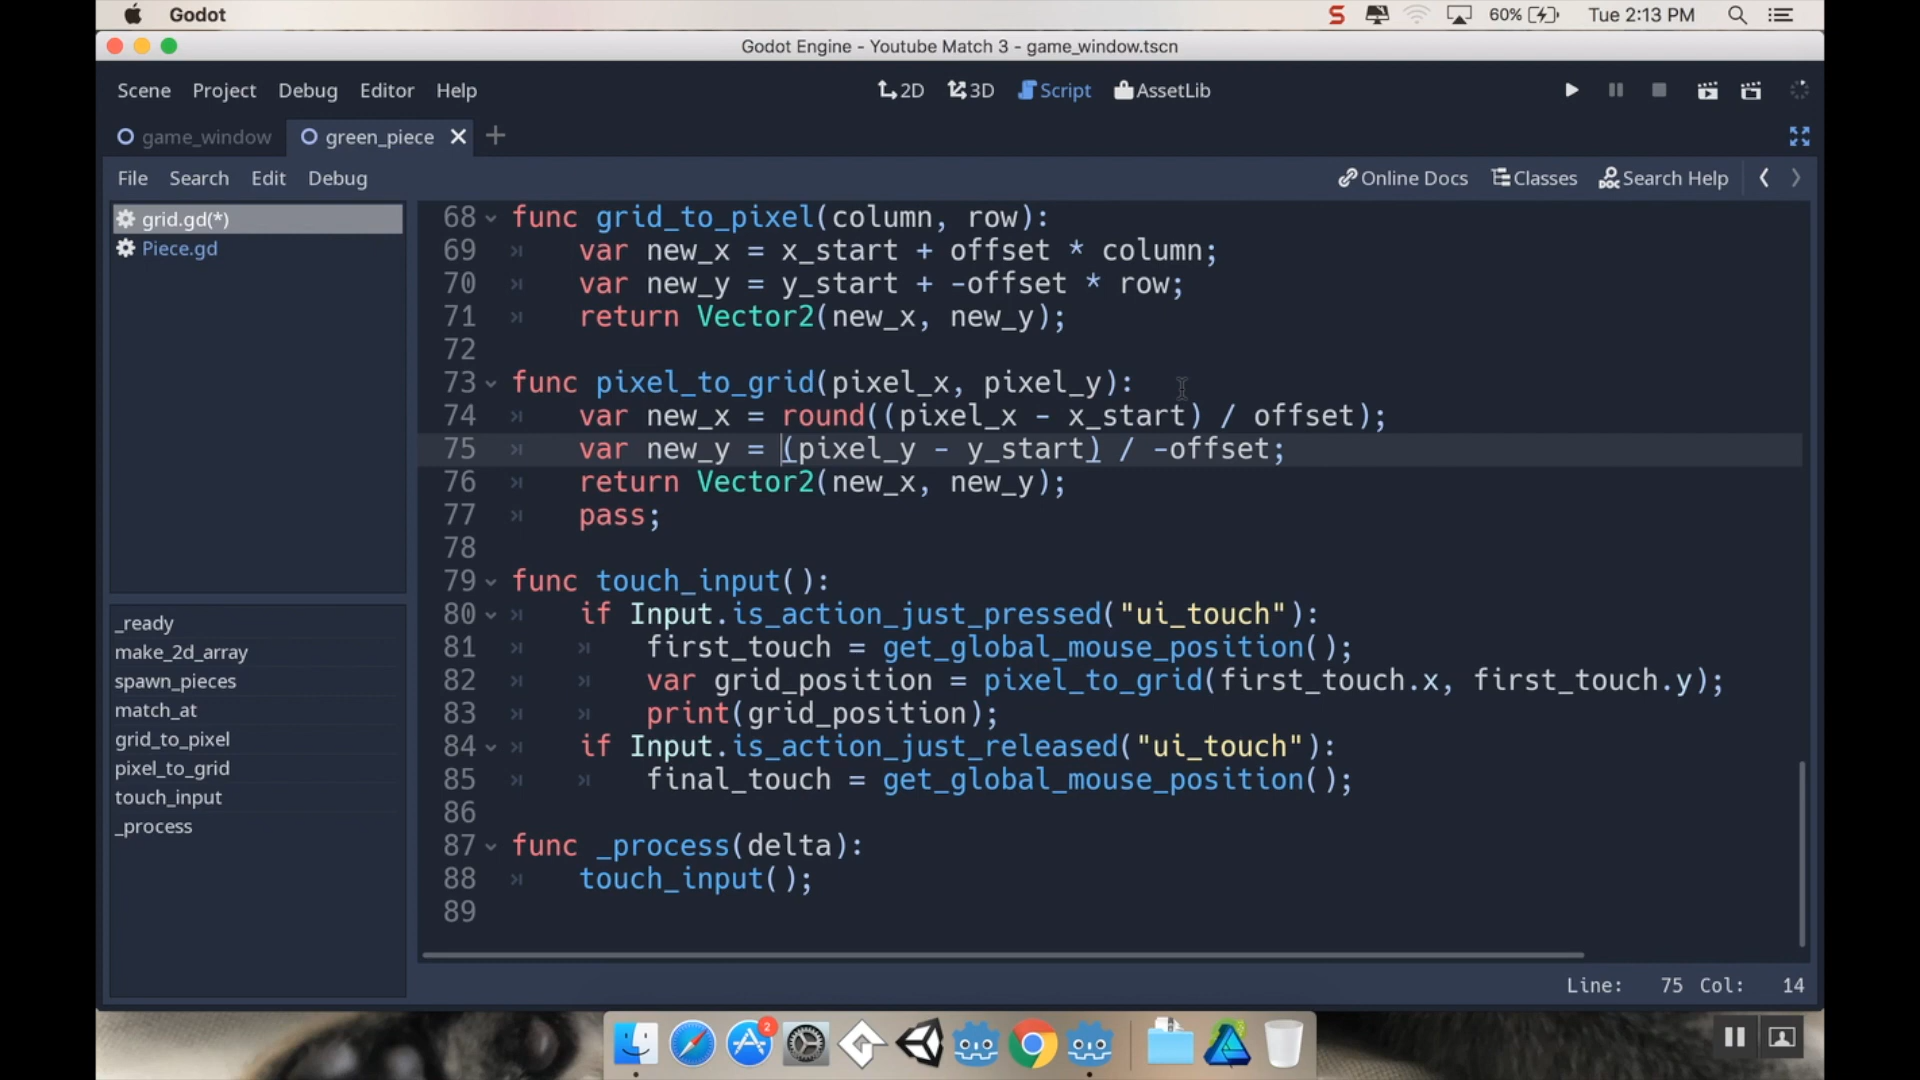 Godot
S
60%
Tue 2:13 PM
Godot Engine - Youtube Match 3 - game_window.tscn
Scene Project Debug Editor Help
2D 3D Script AssetLib
game_window
green_piece
File Search Edit Debug
Online Docs Classes Search Help
grid.gd(*)
Piece.gd
_ready
make_2d_array
spawn_pieces
match_at
grid_to_pixel
pixel_to_grid
touch_input
_process
68 func grid_to_pixel(column, row):
69 var new_x = x_start + offset * column;
70 var new_y = y_start + -offset * row;
71 return Vector2(new_x, new_y);
72
73 func pixel_to_grid(pixel_x, pixel_y):
74 var new_x = round((pixel_x - x_start) / offset);
75 var new_y = (pixel_y - y_start) / -offset;
76 return Vector2(new_x, new_y);
77 pass;
78
79 func touch_input():
80 if Input.is_action_just_pressed("ui_touch"):
81 first_touch = get_global_mouse_position();
82 var grid_position = pixel_to_grid(first_touch.x, first_touch.y);
83 print(grid_position);
84 if Input.is_action_just_released("ui_touch"):
85 final_touch = get_global_mouse_position();
86
87 func _process(delta):
88 touch_input();
89
Line: 75 Col: 14
2